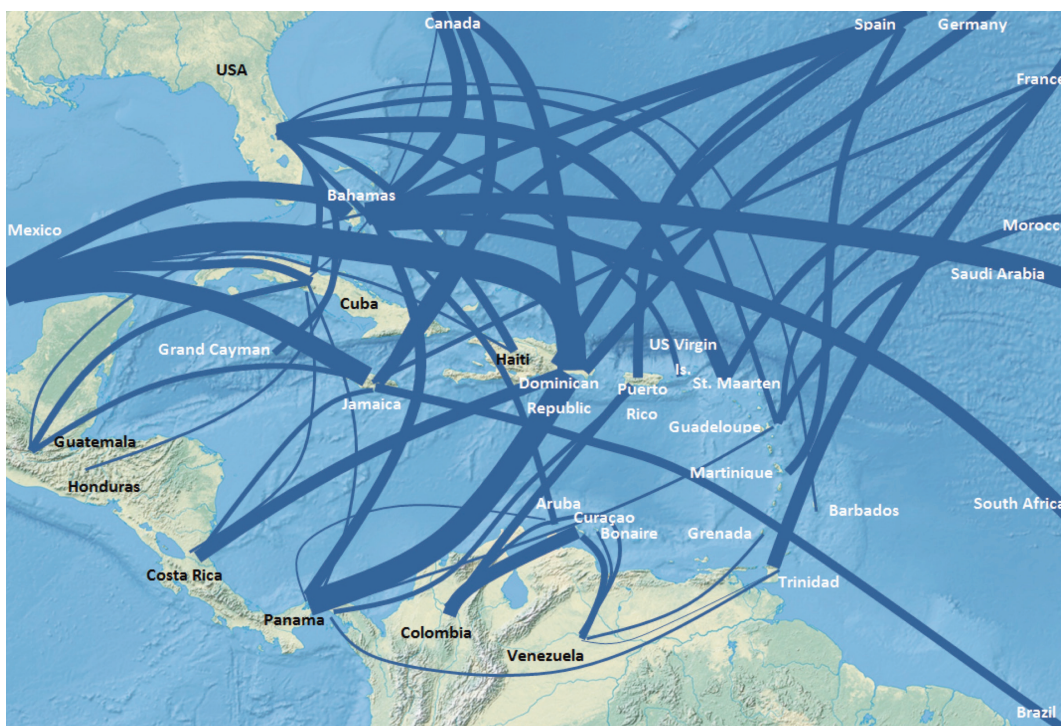 Canada
Spain
Germany
USA
France
Bahamas
Mexico
Morocc
Saudi Arabia
Cuba
Grand Cayman
Haiti
US Virgin
Is.
Dominican
Republic
Puerto
Rico
St. Maarten
Jamaica
Guadeloupe
Guatemala
Honduras
Martinique
Aruba
Curaçao
Bonaire
Grenada
Barbados
South Africa
Costa Rica
Trinidad
Panama
Colombia
Venezuela
Brazil